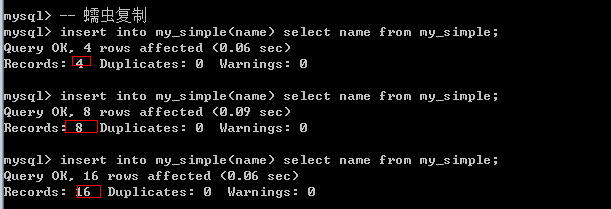 mysql> -- 蠕虫复制
mysql> insert into my_simple(name) select name from my_simple;
Query OK, 4 rows affected (0.06 sec)
Records: 4  Duplicates: 0  Warnings: 0
mysql> insert into my_simple(name) select name from my_simple;
Query OK, 8 rows affected (0.09 sec)
Records: 8  Duplicates: 0  Warnings: 0
mysql> insert into my_simple(name) select name from my_simple;
Query OK, 16 rows affected (0.06 sec)
Records: 16  Duplicates: 0  Warnings: 0